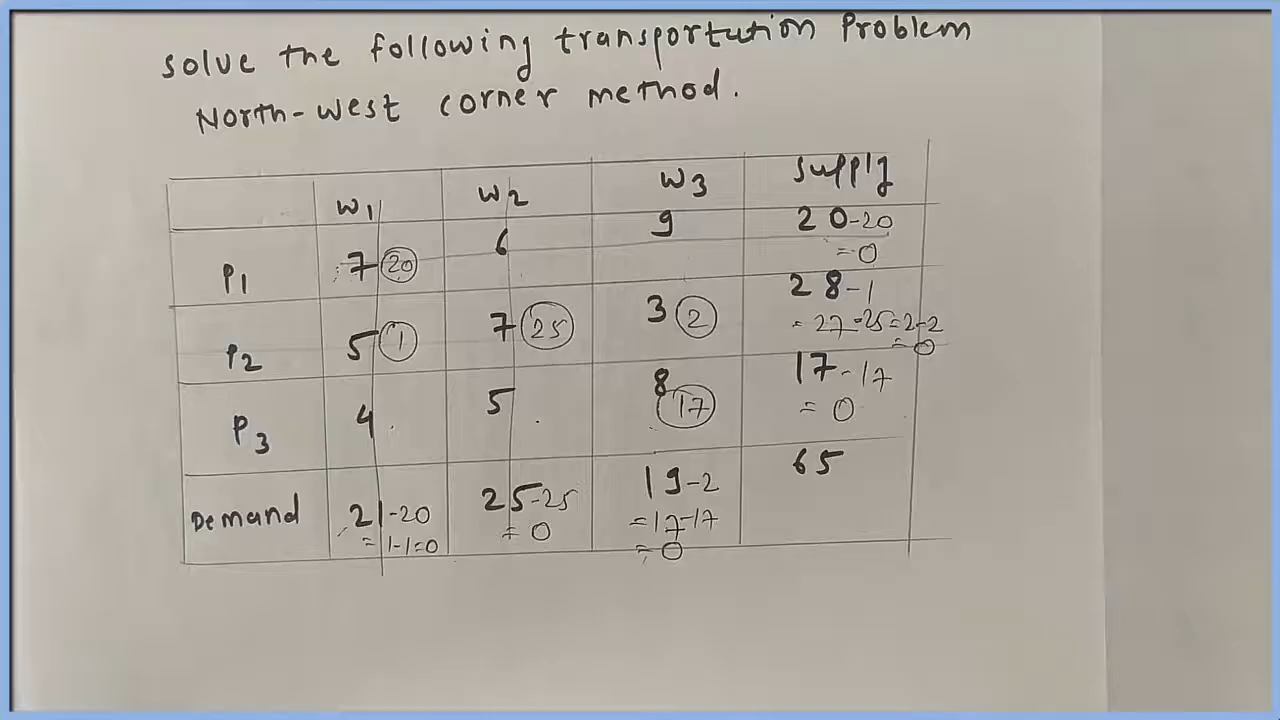 solve the following transportution Problem
North-west corner method.
W1 W2 W3 Supply
P1 7 20 6 9 20-20
=0
P2 5 1 7 25 3 2 28-1
=27-25=2-2
=0
P3 4 5 8 17 17-17
=0
Demand 21-20 25-25 19-2 65
=1-1=0 =0 =17-17
=0